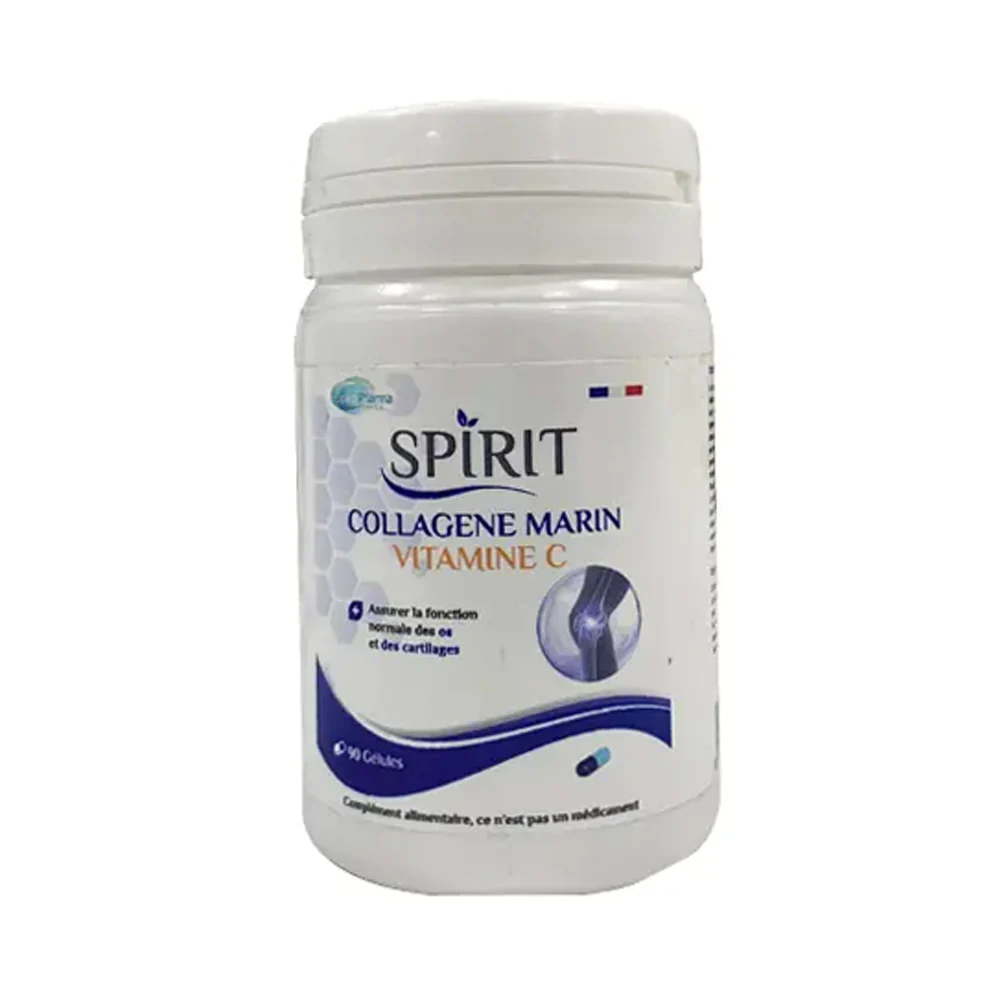 SPIRIT
COLLAGENE MARIN
VITAMINE C
Assurer la fonction
normale des os
et des cartilages
90 Gélules
Complément alimentaire, ce n'est pas un médicament